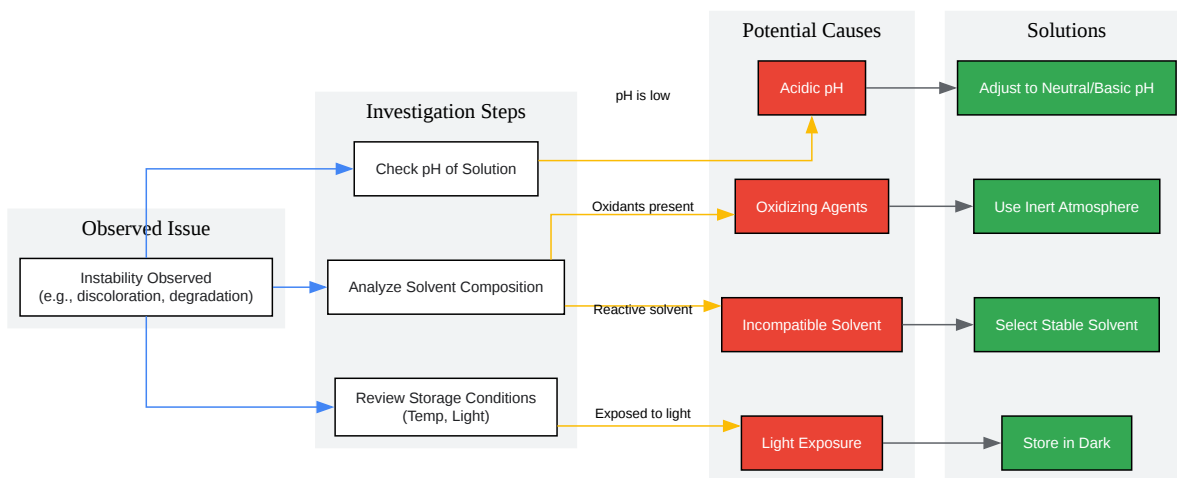 Observed Issue
Instability Observed
(e.g., discoloration, degradation)
Investigation Steps
Check pH of Solution
Analyze Solvent Composition
Review Storage Conditions
(Temp, Light)
pH is low
Oxidants present
Reactive solvent
Exposed to light
Potential Causes
Acidic pH
Oxidizing Agents
Incompatible Solvent
Light Exposure
Solutions
Adjust to Neutral/Basic pH
Use Inert Atmosphere
Select Stable Solvent
Store in Dark